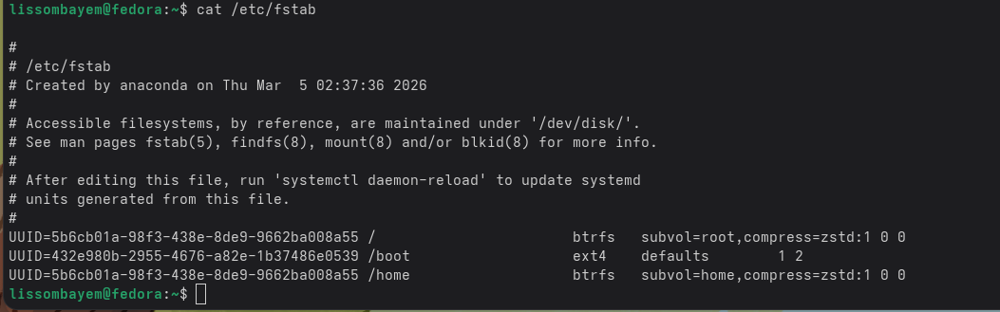 lissombayem@fedora:~$ cat /etc/fstab
#
# /etc/fstab
# Created by anaconda on Thu Mar  5 02:37:36 2026
#
# Accessible filesystems, by reference, are maintained under '/dev/disk/'.
# See man pages fstab(5), findfs(8), mount(8) and/or blkid(8) for more info.
#
# After editing this file, run 'systemctl daemon-reload' to update systemd
# units generated from this file.
#
UUID=5b6cb01a-98f3-438e-8de9-9662ba008a55 /                       btrfs   subvol=root,compress=zstd:1 0 0
UUID=432e980b-2955-4676-a82e-1b37486e0539 /boot                   ext4    defaults        1 2
UUID=5b6cb01a-98f3-438e-8de9-9662ba008a55 /home                   btrfs   subvol=home,compress=zstd:1 0 0
lissombayem@fedora:~$